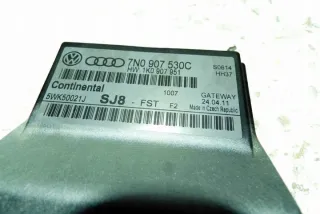 7N0 907 530C
HW: 1K0 907 951
S0614
HH37
Continental
1007
GATEWAY
5WK50021J
SJ8 - FST F2
24.04.11
Made in Czech Republic